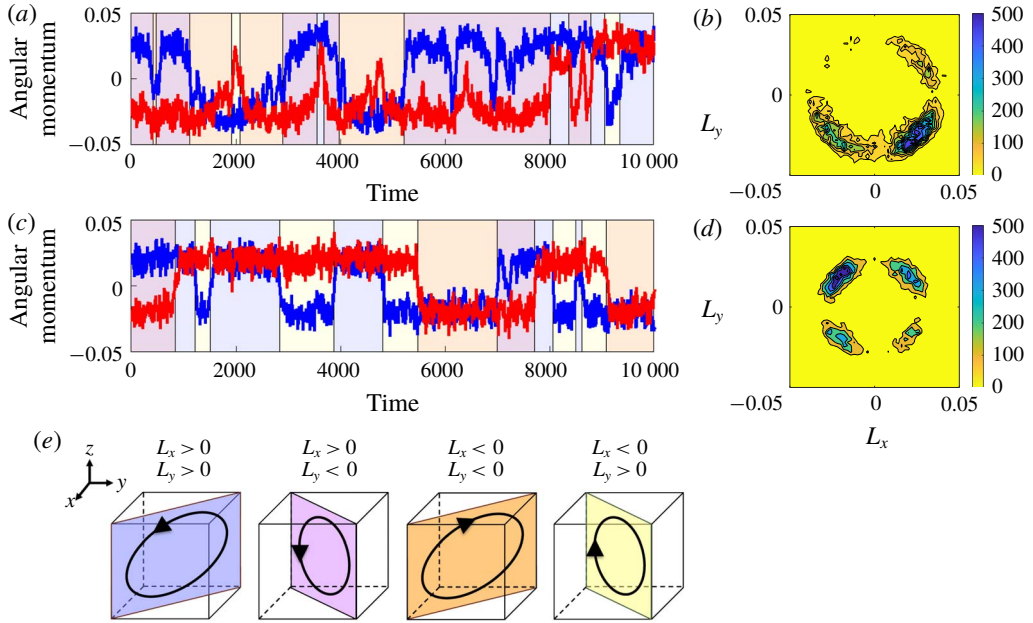 (a)
Angular
momentum
0.05
0
−0.05
0 2000 4000 6000 8000 10 000
Time
(b)
0.05
0
−0.05
L_y
0 0.05
500
400
300
200
100
0
(c)
Angular
momentum
0.05
0
−0.05
0 2000 4000 6000 8000 10 000
Time
(d)
0.05
0
−0.05
L_y
0 0.05
L_x
500
400
300
200
100
0
(e)
z
y
x
L_x > 0
L_y > 0
L_x > 0
L_y < 0
L_x < 0
L_y < 0
L_x < 0
L_y > 0